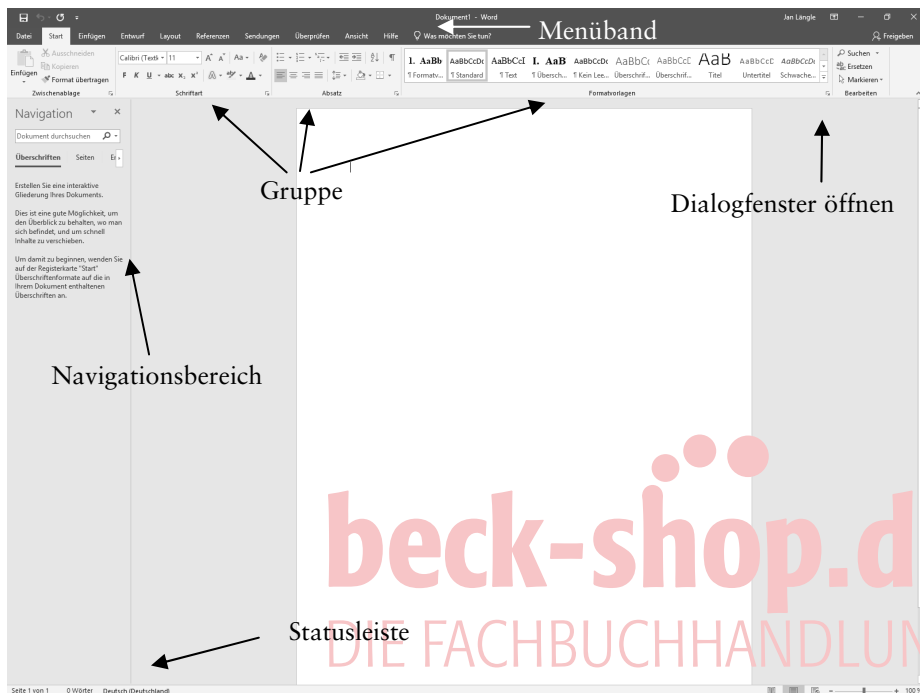 Dokument1 - Word
Jan Längle
Datei Start Einfügen Entwurf Layout Referenzen Sendungen Überprüfen Ansicht Hilfe Was möchten Sie tun? Freigeben
Menüband
Einfügen
Ausschneiden
Kopieren
Format übertragen
Zwischenablage
Calibri (Textk 11
F K U abc x, x²
Schriftart
Absatz
1. AaBb AaBbCcDc AaBbCcI I. AaB AaBbCcDc AaBbCc AaBbCcE AaB AaBbCcE AaBbCcDc
¶ Formatv... ¶ Standard ¶ Text ¶ Übersch... ¶ Kein Lee... Überschrif... Überschrif... Titel Untertitel Schwache...
Formatvorlagen
Suchen
Ersetzen
Markieren
Bearbeiten
Navigation
Dokument durchsuchen
Überschriften Seiten
Erstellen Sie eine interaktive
Gliederung Ihres Dokuments.
Dies ist eine gute Möglichkeit, um
den Überblick zu behalten, wo man
sich befindet, und um schnell
Inhalte zu verschieben.
Um damit zu beginnen, wenden Sie
auf der Registerkarte "Start"
Überschriftenformate auf die in
Ihrem Dokument enthaltenen
Überschriften an.
Gruppe
Dialogfenster öffnen
Navigationsbereich
beck-shop.d
Statusleiste
DIE FACHBUCHHANDLUN
Seite 1 von 1 0 Wörter Deutsch (Deutschland)
100 %